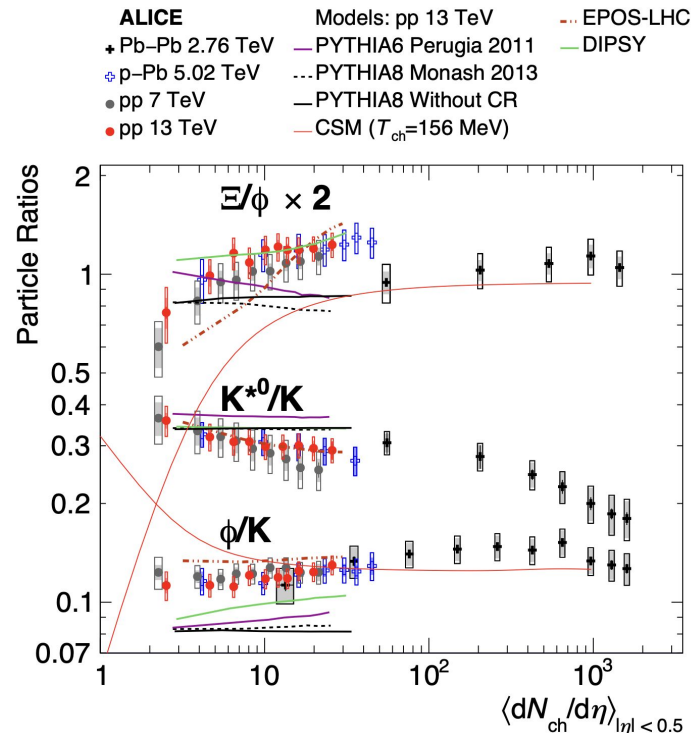 ALICE
Pb-Pb 2.76 TeV
p-Pb 5.02 TeV
pp 7 TeV
pp 13 TeV
Models: pp 13 TeV
PYTHIA6 Perugia 2011
PYTHIA8 Monash 2013
PYTHIA8 Without CR
CSM (T_ch=156 MeV)
EPOS-LHC
DIPSY
Particle Ratios
2
1
0.5
0.4
0.3
0.2
0.1
0.07
Ξ/φ × 2
K*⁰/K
φ/K
1
10
10²
10³
⟨dN_ch/dη⟩_|η| < 0.5